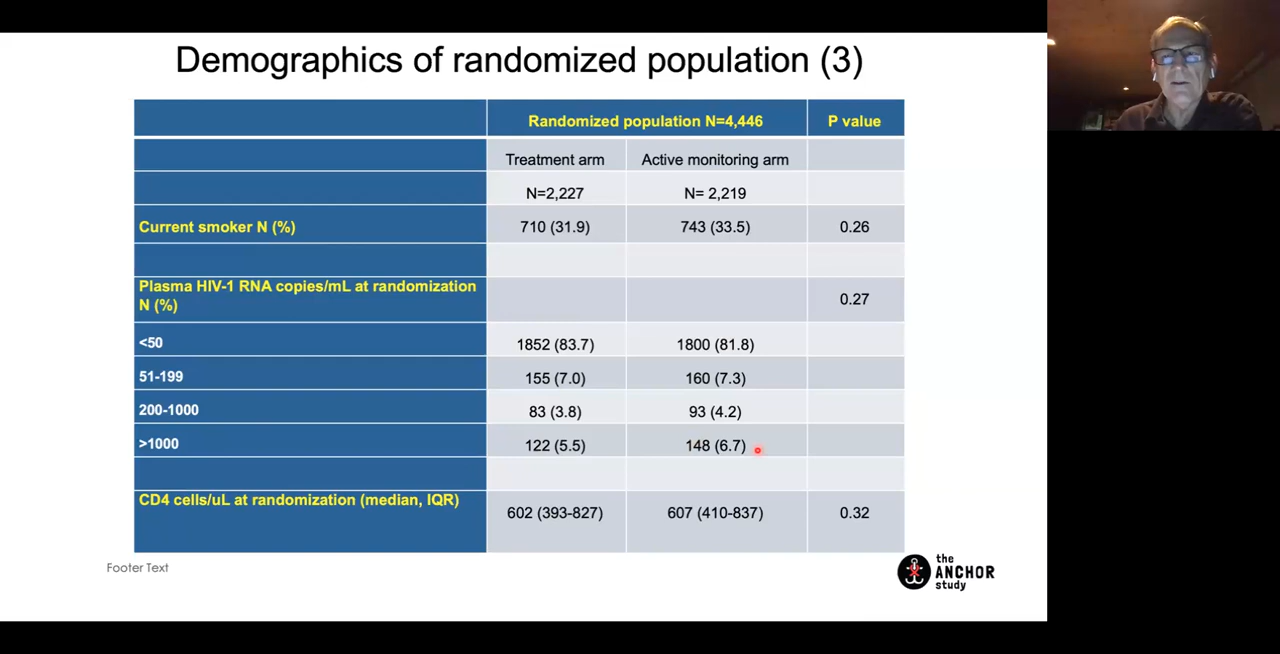 Demographics of randomized population (3)
Randomized population N=4,446 P value
Treatment arm Active monitoring arm
N=2,227 N= 2,219
Current smoker N (%) 710 (31.9) 743 (33.5) 0.26
Plasma HIV-1 RNA copies/mL at randomization
N (%) 0.27
<50 1852 (83.7) 1800 (81.8)
51-199 155 (7.0) 160 (7.3)
200-1000 83 (3.8) 93 (4.2)
>1000 122 (5.5) 148 (6.7)
CD4 cells/uL at randomization (median, IQR) 602 (393-827) 607 (410-837) 0.32
Footer Text
the
ANCHOR
study